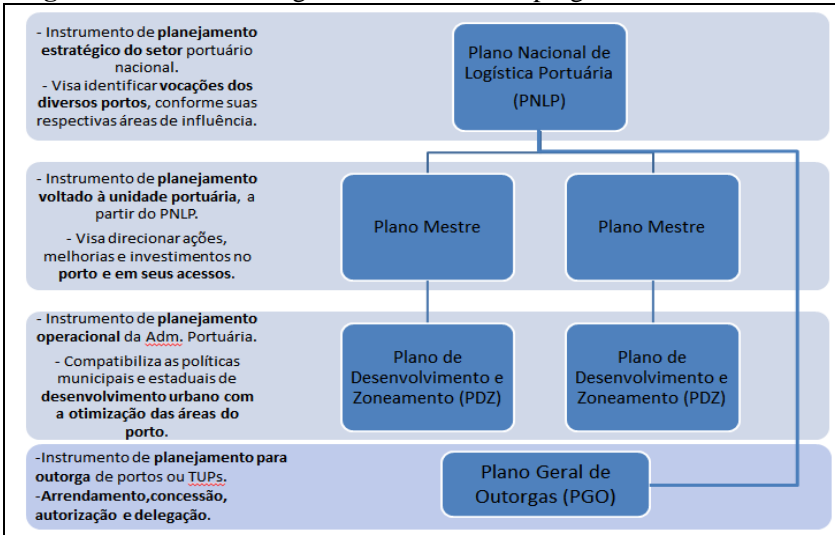 - Instrumento de planejamento
estratégico do setor portuário
nacional.
- Visa identificar vocações dos
diversos portos, conforme suas
respectivas áreas de influência.
Plano Nacional de
Logística Portuária
(PNLP)
- Instrumento de planejamento
voltado à unidade portuária, a
partir do PNLP.
- Visa direcionar ações,
melhorias e investimentos no
porto e em seus acessos.
Plano Mestre
Plano Mestre
- Instrumento de planejamento
operacional da Adm. Portuária.
- Compatibiliza as políticas
municipais e estaduais de
desenvolvimento urbano com
a otimização das áreas do
porto.
Plano de
Desenvolvimento e
Zoneamento (PDZ)
Plano de
Desenvolvimento e
Zoneamento (PDZ)
-Instrumento de planejamento para
outorga de portos ou TUPs.
-Arrendamento,concessão,
autorização e delegação.
Plano Geral de
Outorgas (PGO)